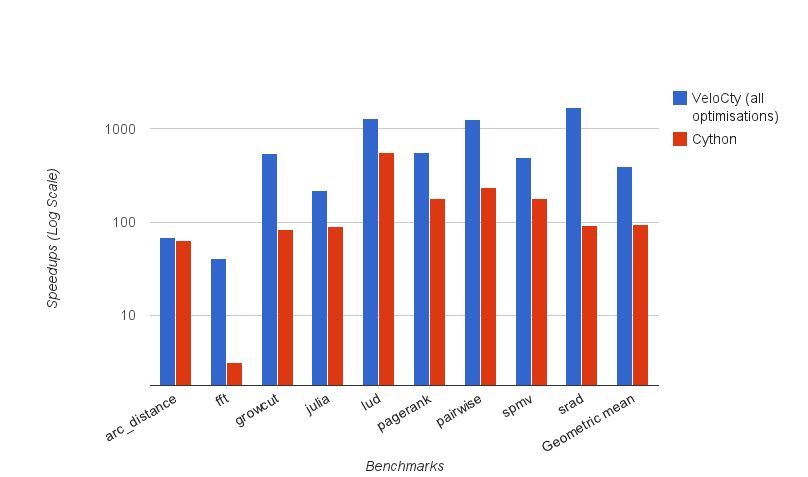 VeloCty (all
optimisations)
Cython
1000
100
10
Speedups (Log Scale)
arc_distance
fft
growcut
julia
lud
pagerank
pairwise
spmv
srad
Geometric mean
Benchmarks